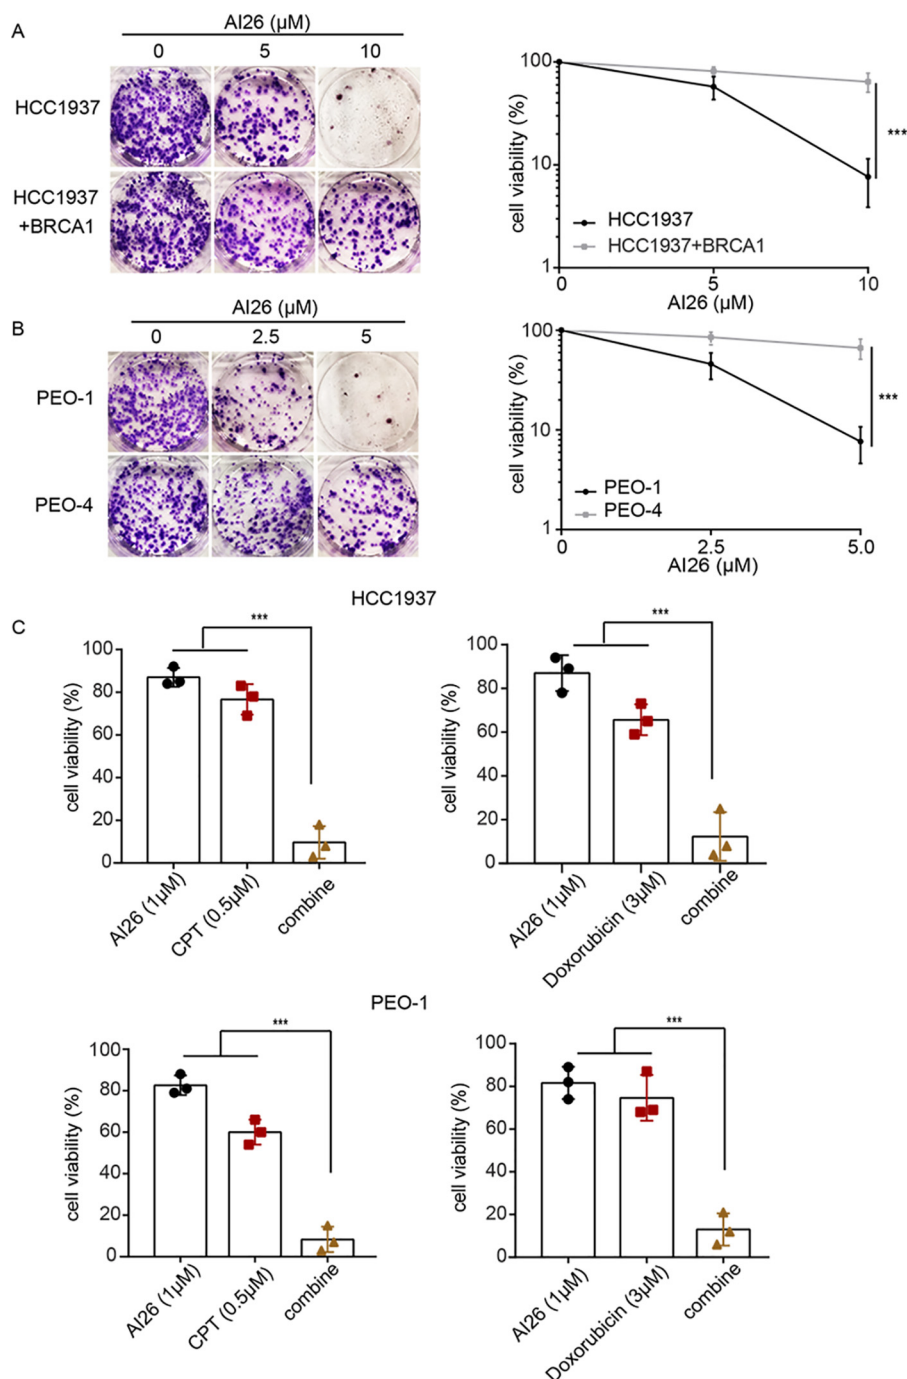 A
AI26 (μM)
0 5 10
HCC1937
HCC1937
+BRCA1
cell viability (%)
100
10
1
HCC1937
HCC1937+BRCA1
***
0 5 10
AI26 (μM)
B
AI26 (μM)
0 2.5 5
PEO-1
PEO-4
cell viability (%)
100
10
1
PEO-1
PEO-4
***
0 2.5 5.0
AI26 (μM)
HCC1937
C
***
cell viability (%)
100
80
60
40
20
0
AI26 (1μM)
CPT (0.5μM)
combine
***
cell viability (%)
100
80
60
40
20
0
AI26 (1μM)
Doxorubicin (3μM)
combine
PEO-1
***
cell viability (%)
100
80
60
40
20
0
AI26 (1μM)
CPT (0.5μM)
combine
***
cell viability (%)
100
80
60
40
20
0
AI26 (1μM)
Doxorubicin (3μM)
combine